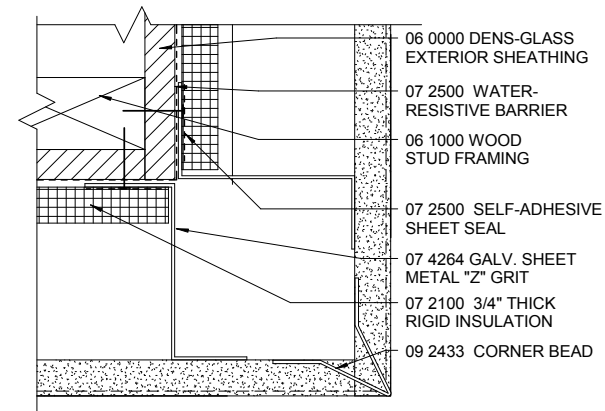 06 0000 DENS-GLASS
EXTERIOR SHEATHING
07 2500 WATER-
RESISTIVE BARRIER
06 1000 WOOD
STUD FRAMING
07 2500 SELF-ADHESIVE
SHEET SEAL
07 4264 GALV. SHEET
METAL "Z" GRIT
07 2100 3/4" THICK
RIGID INSULATION
09 2433 CORNER BEAD